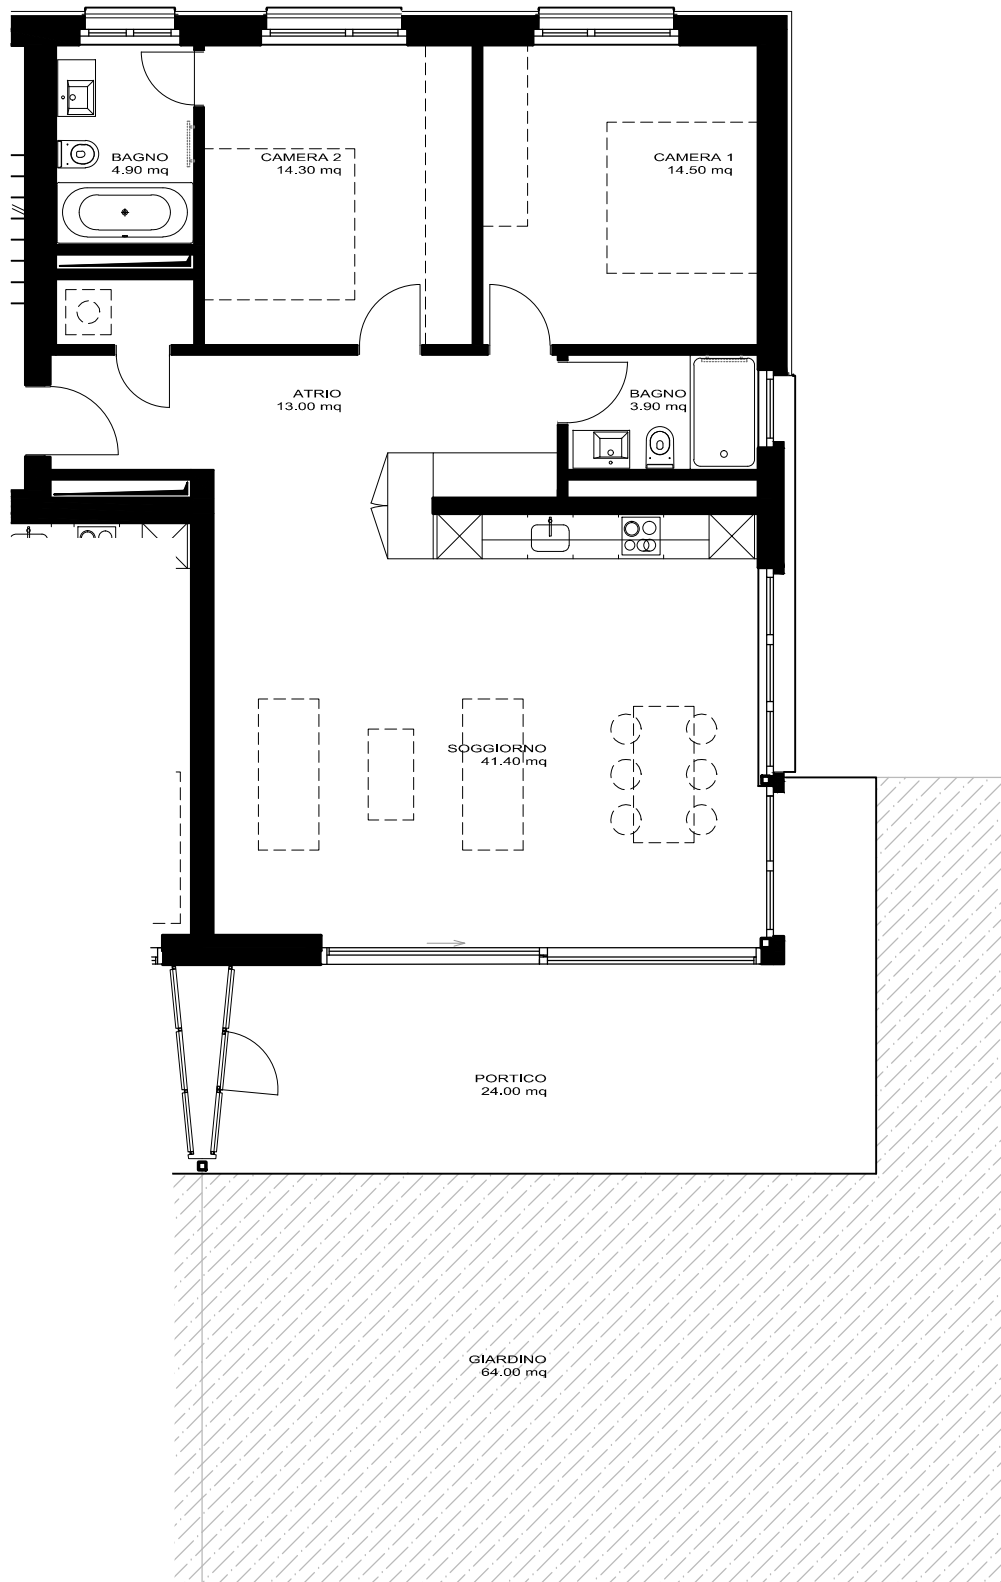 BAGNO
4.90 mq
CAMERA 2
14.30 mq
CAMERA 1
14.50 mq
ATRIO
13.00 mq
BAGNO
3.90 mq
SOGGIORNO
41.40 mq
PORTICO
24.00 mq
GIARDINO
64.00 mq